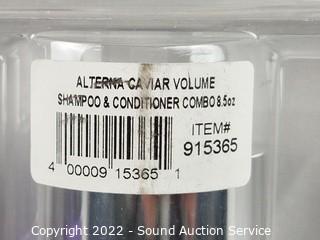 ALTERNA CAVIAR VOLUME
SHAMPOO & CONDITIONER COMBO 8.5oz
ITEM#
915365
4 00009 15365 1
Copyright 2022 - Sound Auction Service